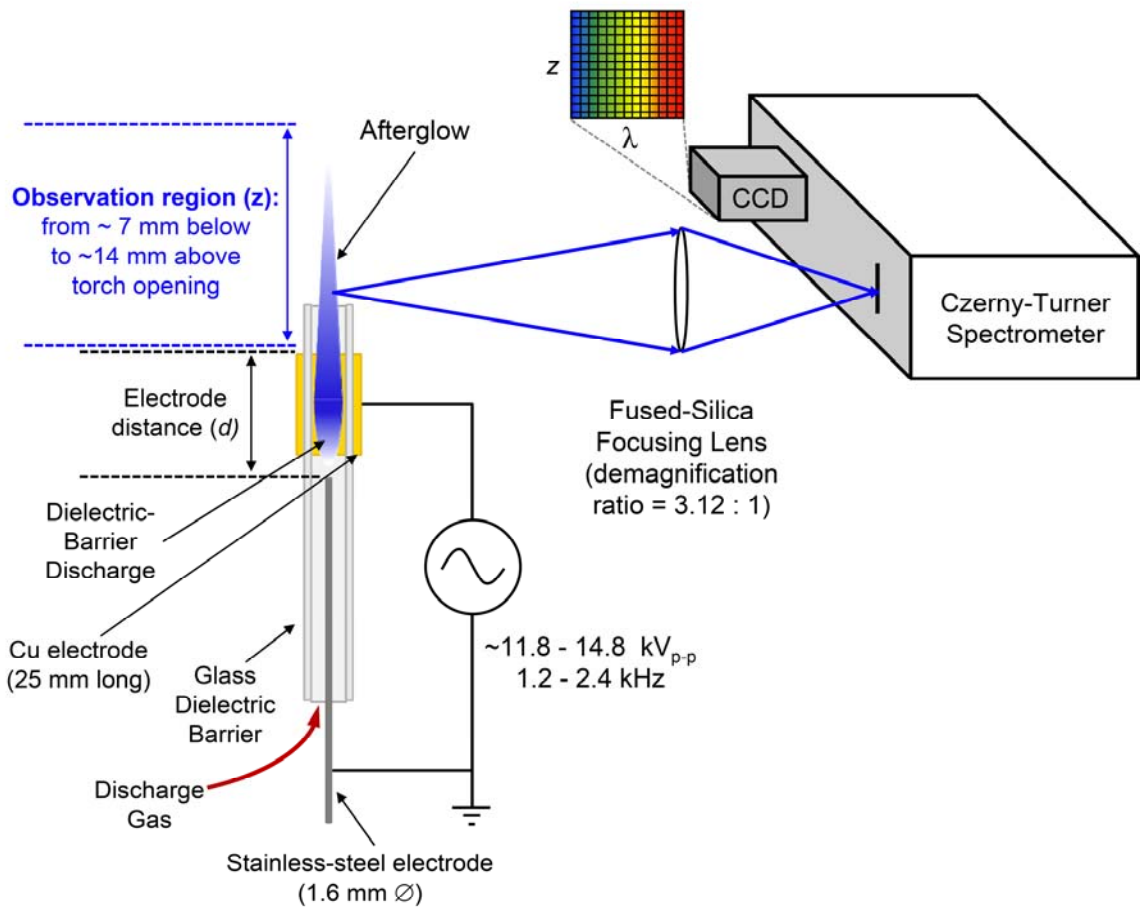 z
λ
CCD
Afterglow
Observation region (z):
from ~ 7 mm below
to ~14 mm above
torch opening
Czerny-Turner
Spectrometer
Electrode
distance (d)
Fused-Silica
Focusing Lens
(demagnification
ratio = 3.12 : 1)
Dielectric-
Barrier
Discharge
Cu electrode
(25 mm long)
~11.8 - 14.8 kVp-p
1.2 - 2.4 kHz
Glass
Dielectric
Barrier
Discharge
Gas
Stainless-steel electrode
(1.6 mm ∅)